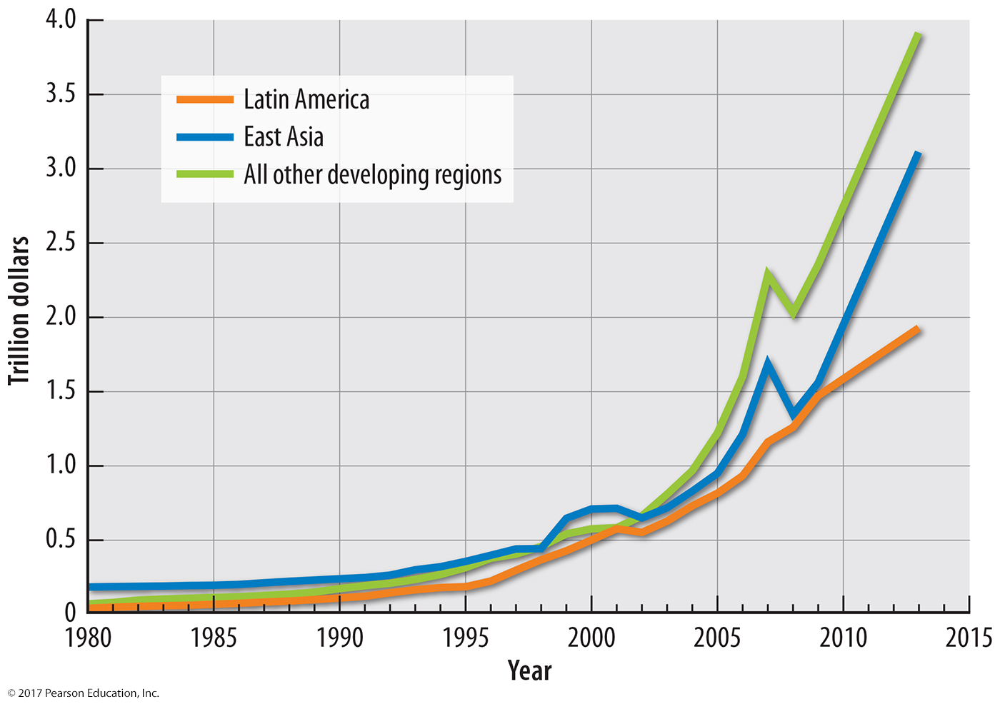 4.0
3.5
3.0
2.5
2.0
1.5
1.0
0.5
0
Trillion dollars
Latin America
East Asia
All other developing regions
1980 1985 1990 1995 2000 2005 2010 2015
Year
© 2017 Pearson Education, Inc.